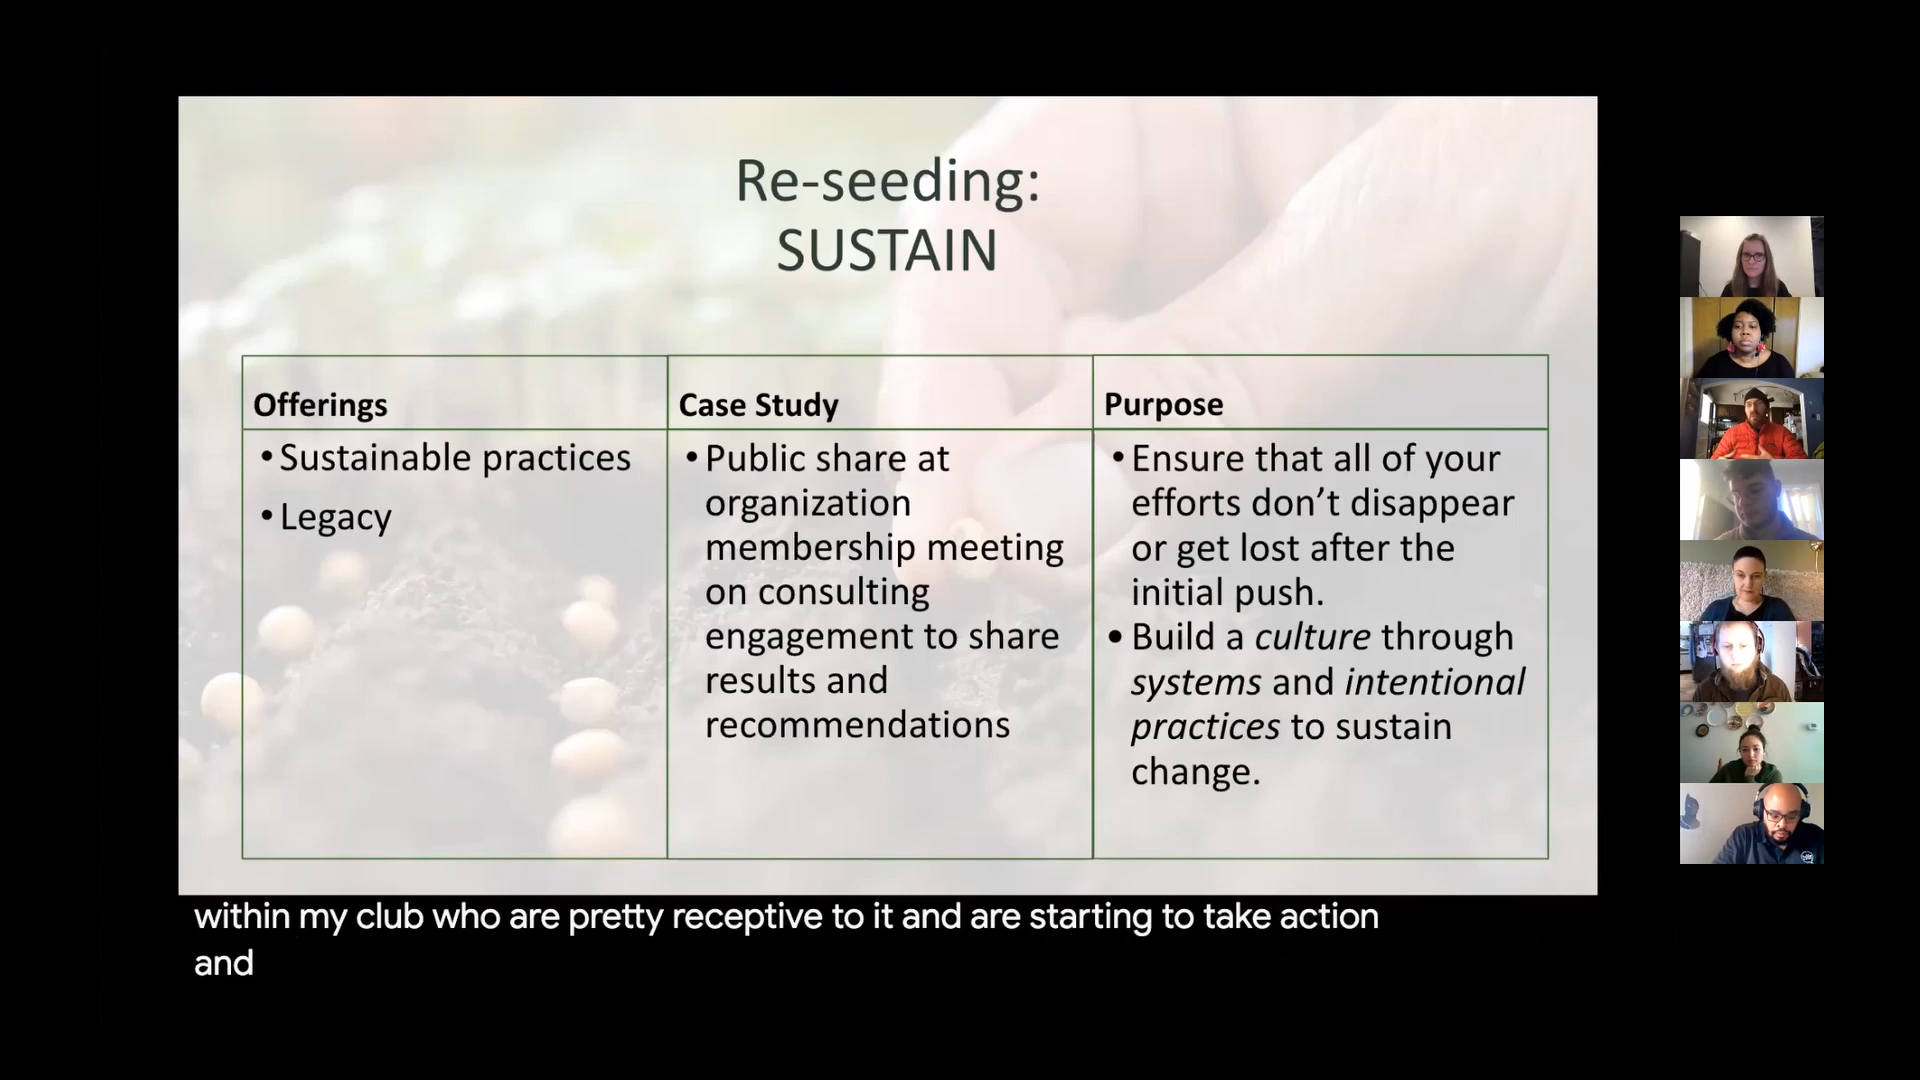 Re-seeding:
SUSTAIN
Offerings
• Sustainable practices
• Legacy
Case Study
• Public share at
organization
membership meeting
on consulting
engagement to share
results and
recommendations
Purpose
• Ensure that all of your
efforts don’t disappear
or get lost after the
initial push.
• Build a culture through
systems and intentional
practices to sustain
change.
within my club who are pretty receptive to it and are starting to take action
and